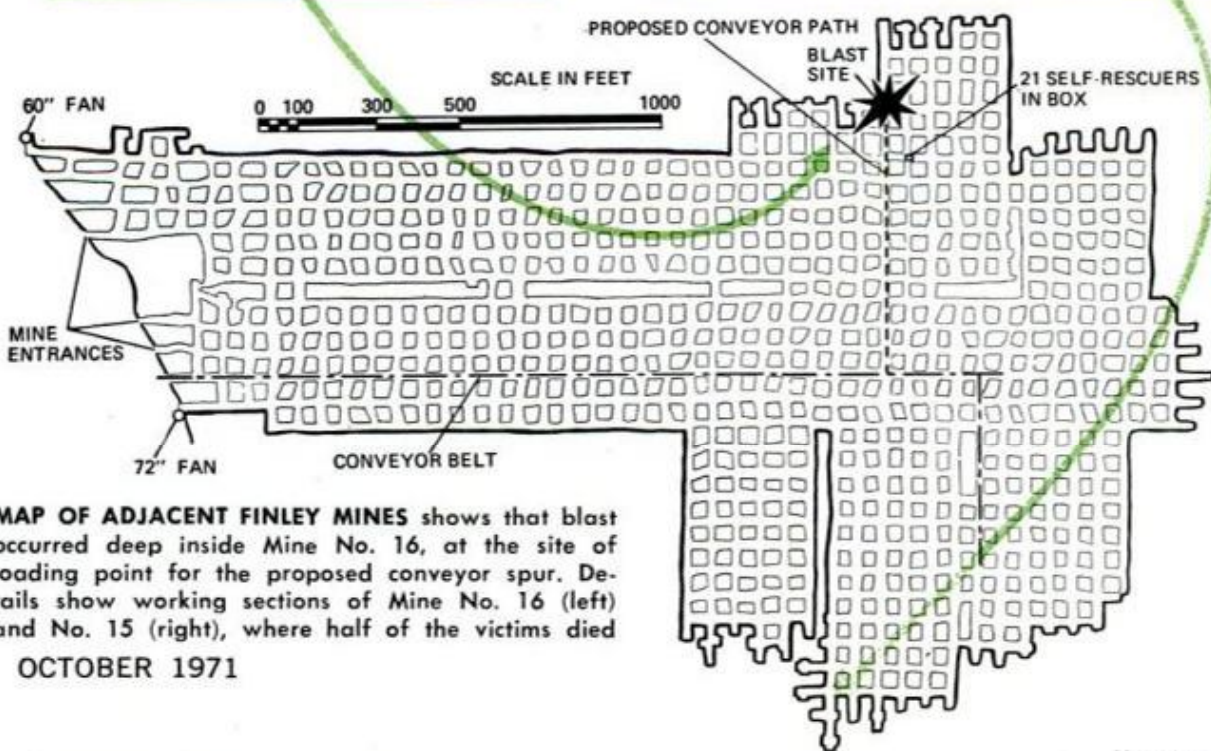 PROPOSED CONVEYOR PATH
BLAST
SITE
SCALE IN FEET
21 SELF-RESCUERS
IN BOX
60" FAN
0 100 300 500 1000
MINE
ENTRANCES
72" FAN
CONVEYOR BELT
MAP OF ADJACENT FINLEY MINES shows that blast
occurred deep inside Mine No. 16, at the site of
loading point for the proposed conveyor spur. De-
tails show working sections of Mine No. 16 (left)
and No. 15 (right), where half of the victims died
OCTOBER 1971